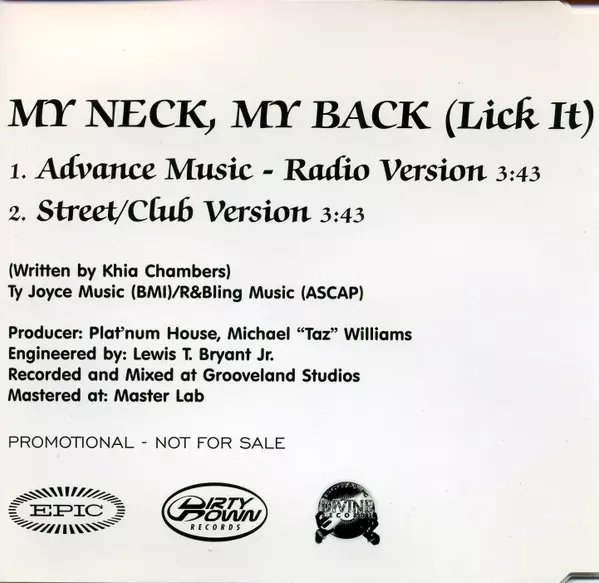 MY NECK, MY BACK (Lick It)
1. Advance Music - Radio Version 3:43
2. Street/Club Version 3:43
(Written by Khia Chambers)
Ty Joyce Music (BMI)/R&Bling Music (ASCAP)
Producer: Plat'num House, Michael "Taz" Williams
Engineered by: Lewis T. Bryant Jr.
Recorded and Mixed at Grooveland Studios
Mastered at: Master Lab
PROMOTIONAL - NOT FOR SALE
EPIC
DIRTY DOWN RECORDS
DIVINE RECORDS